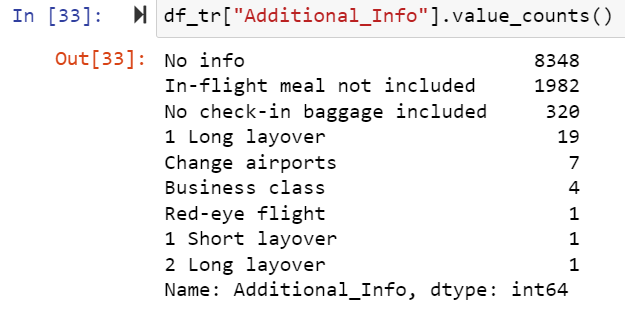 In [33]: df_tr["Additional_Info"].value_counts()
Out[33]: No info 8348
In-flight meal not included 1982
No check-in baggage included 320
1 Long layover 19
Change airports 7
Business class 4
Red-eye flight 1
1 Short layover 1
2 Long layover 1
Name: Additional_Info, dtype: int64